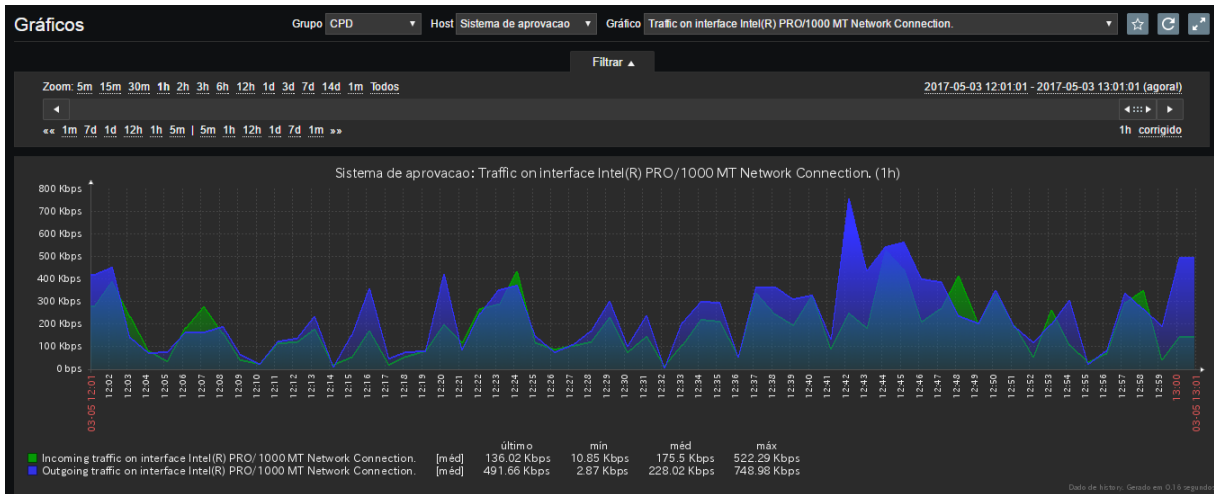 Gráficos Grupo CPD Host Sistema de aprovacao Gráfico Traffic on interface Intel(R) PRO/1000 MT Network Connection.
Filtrar
Zoom: 5m 15m 30m 1h 2h 3h 6h 12h 1d 3d 7d 14d 1m Todos 2017-05-03 12:01:01 - 2017-05-03 13:01:01 (agora!)
«« 1m 7d 1d 12h 1h 5m | 5m 1h 12h 1d 7d 1m »» 1h corrigido
Sistema de aprovacao: Traffic on interface Intel(R) PRO/1000 MT Network Connection. (1h)
800 Kbps
700 Kbps
600 Kbps
500 Kbps
400 Kbps
300 Kbps
200 Kbps
100 Kbps
0 bps
03-05 12:01 12:02 12:03 12:04 12:05 12:06 12:07 12:08 12:09 12:10 12:11 12:12 12:13 12:14 12:15 12:16 12:17 12:18 12:19 12:20 12:21 12:22 12:23 12:24 12:25 12:26 12:27 12:28 12:29 12:30 12:31 12:32 12:33 12:34 12:35 12:36 12:37 12:38 12:39 12:40 12:41 12:42 12:43 12:44 12:45 12:46 12:47 12:48 12:49 12:50 12:51 12:52 12:53 12:54 12:55 12:56 12:57 12:58 12:59 13:00 03-05 13:01
último mín méd máx
Incoming traffic on interface Intel(R) PRO/1000 MT Network Connection. [méd] 136.02 Kbps 10.85 Kbps 175.5 Kbps 522.29 Kbps
Outgoing traffic on interface Intel(R) PRO/1000 MT Network Connection. [méd] 491.66 Kbps 2.87 Kbps 228.02 Kbps 748.98 Kbps
Dado de history. Gerado em 0.16 segundos